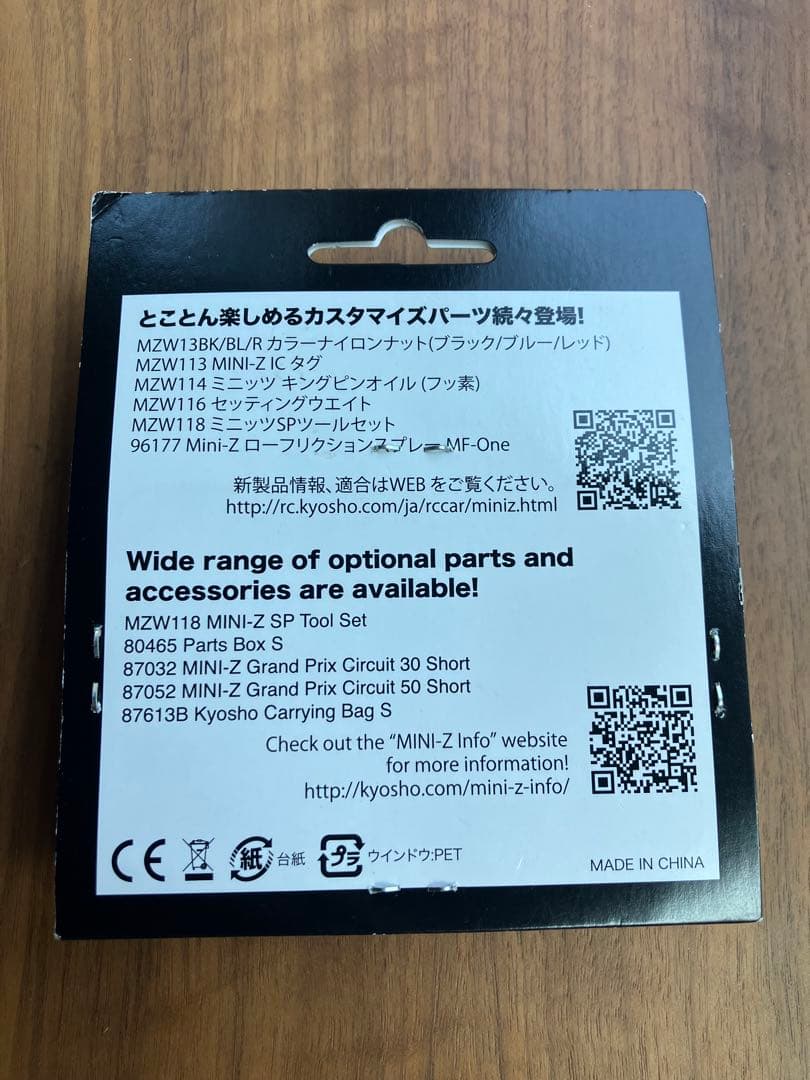 とことん楽しめるカスタマイズパーツ続々登場!
MZW13BK/BL/R カラーナイロンナット(ブラック/ブルー/レッド)
MZW113 MINI-Z IC タグ
MZW114 ミニッツ キングピンオイル (フッ素)
MZW116 セッティングウエイト
MZW118 ミニッツSPツールセット
96177 Mini-Z ローフリクションスプレー MF-One
新製品情報、適合はWEB をご覧ください。
http://rc.kyosho.com/ja/rccar/miniz.html
Wide range of optional parts and
accessories are available!
MZW118 MINI-Z SP Tool Set
80465 Parts Box S
87032 MINI-Z Grand Prix Circuit 30 Short
87052 MINI-Z Grand Prix Circuit 50 Short
87613B Kyosho Carrying Bag S
Check out the “MINI-Z Info” website
for more information!
http://kyosho.com/mini-z-info/
CE 紙 台紙 プラ ウインドウ:PET
MADE IN CHINA